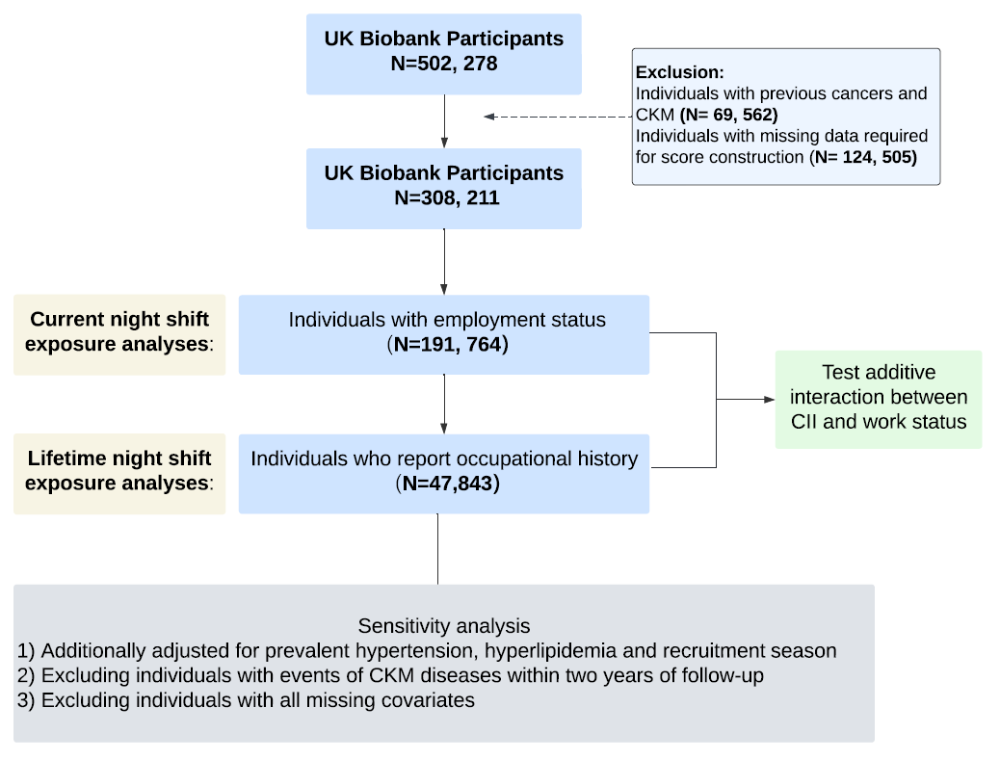 UK Biobank Participants
N=502, 278
Exclusion:
Individuals with previous cancers and
CKM (N= 69, 562)
Individuals with missing data required
for score construction (N= 124, 505)
UK Biobank Participants
N=308, 211
Current night shift
exposure analyses:
Individuals with employment status
(N=191, 764)
Test additive
interaction between
CII and work status
Lifetime night shift
exposure analyses:
Individuals who report occupational history
(N=47,843)
Sensitivity analysis
1) Additionally adjusted for prevalent hypertension, hyperlipidemia and recruitment season
2) Excluding individuals with events of CKM diseases within two years of follow-up
3) Excluding individuals with all missing covariates